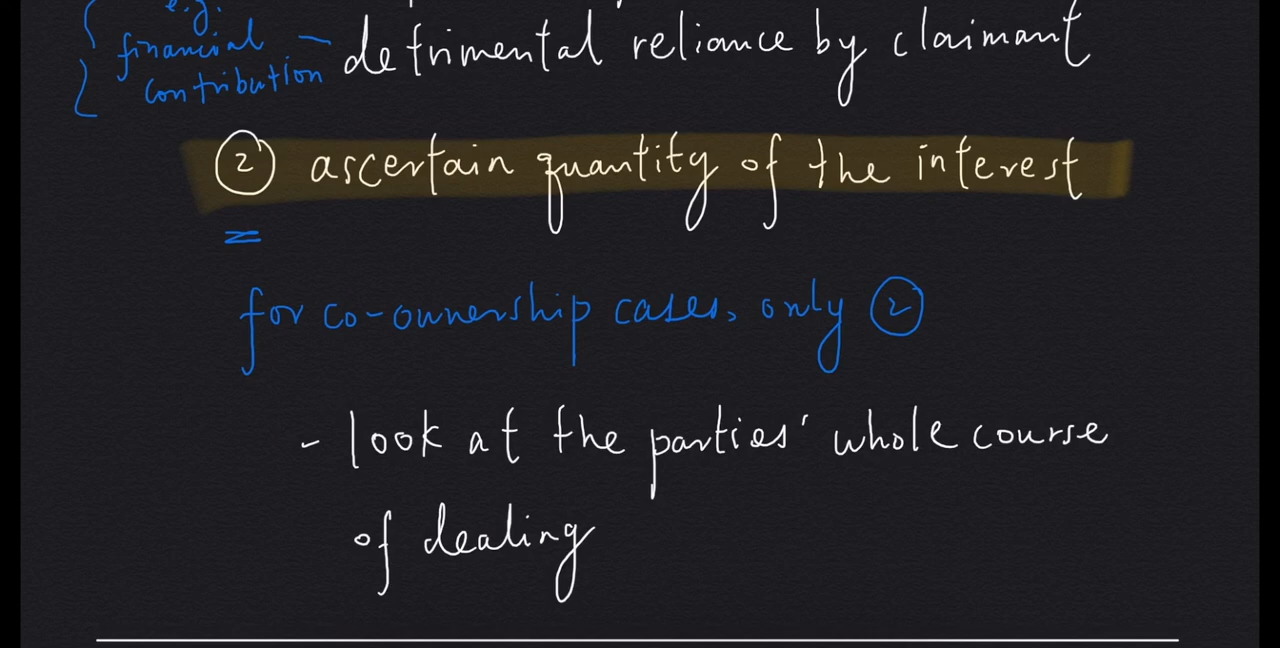 e.g.
financial
contribution
— detrimental reliance by claimant
② ascertain quantity of the interest
for co-ownership cases, only ②
- look at the parties' whole course
of dealing